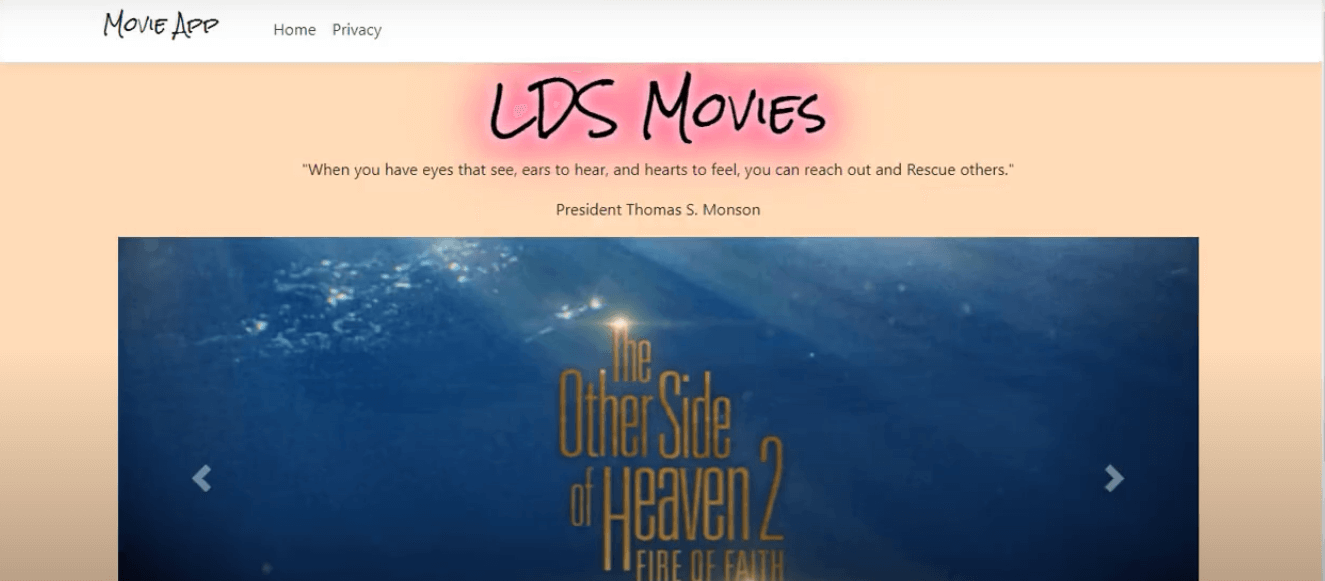 Movie App
Home Privacy
LDS Movies
"When you have eyes that see, ears to hear, and hearts to feel, you can reach out and Rescue others."
President Thomas S. Monson
The
Other Side
of Heaven 2
FIRE OF FAITH